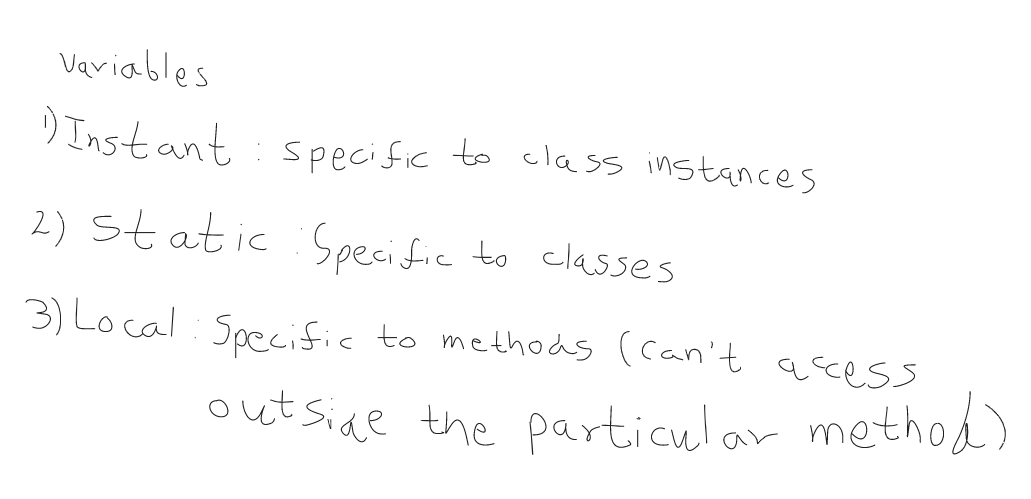 Variables
1) Instant : specific to class instances
2) Static : Specific to classes
3) Local : Specific to methods (can't access
outside the particular method)